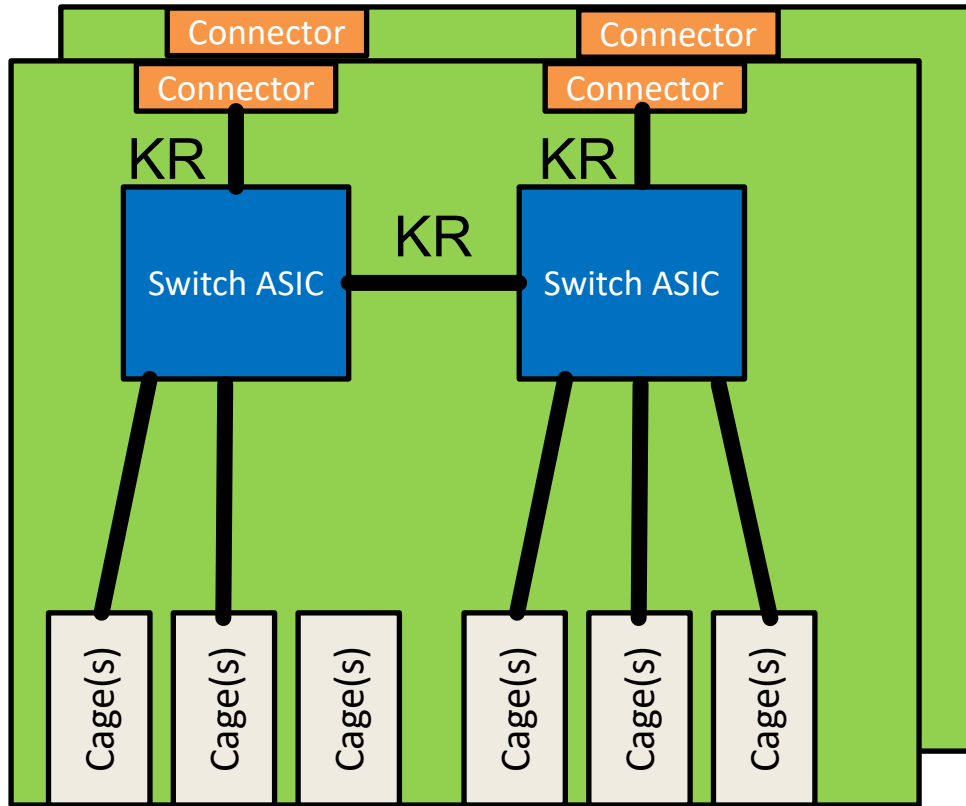 Connector
Connector
Connector
Connector
KR
KR
KR
Switch ASIC
Switch ASIC
Cage(s)
Cage(s)
Cage(s)
Cage(s)
Cage(s)
Cage(s)